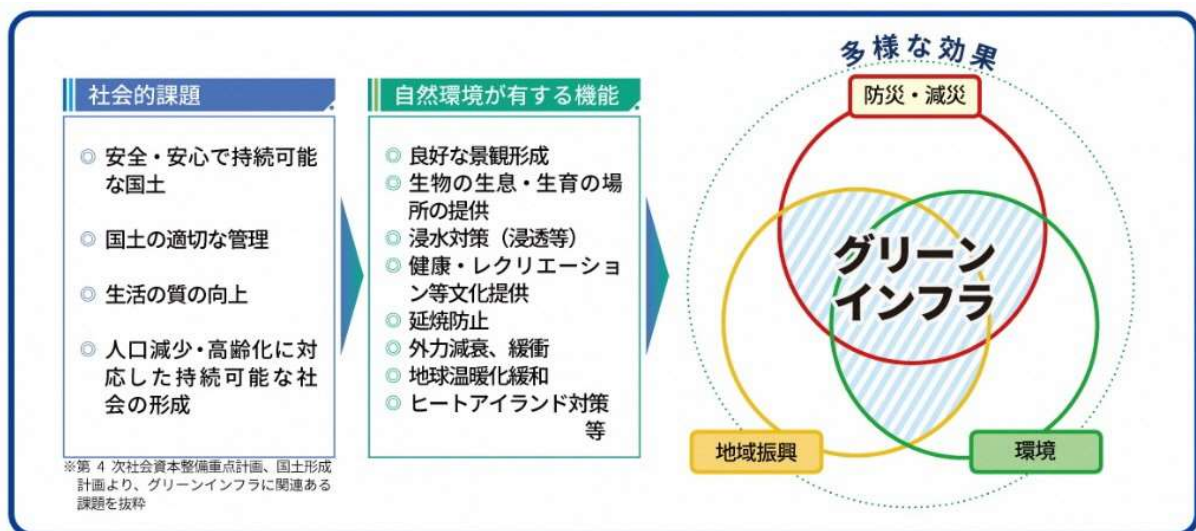 社会的課題
◎ 安全・安心で持続可能
な国土
◎ 国土の適切な管理
◎ 生活の質の向上
◎ 人口減少・高齢化に対
応した持続可能な社
会の形成
※第 4 次社会資本整備重点計画、国土形成
計画より、グリーンインフラに関連ある
課題を抜粋
自然環境が有する機能
◎ 良好な景観形成
◎ 生物の生息・生育の場
所の提供
◎ 浸水対策（浸透等）
◎ 健康・レクリエーショ
ン等文化提供
◎ 延焼防止
◎ 外力減衰、緩衝
◎ 地球温暖化緩和
◎ ヒートアイランド対策
等
多様な効果
防災・減災
グリーン
インフラ
地域振興
環境